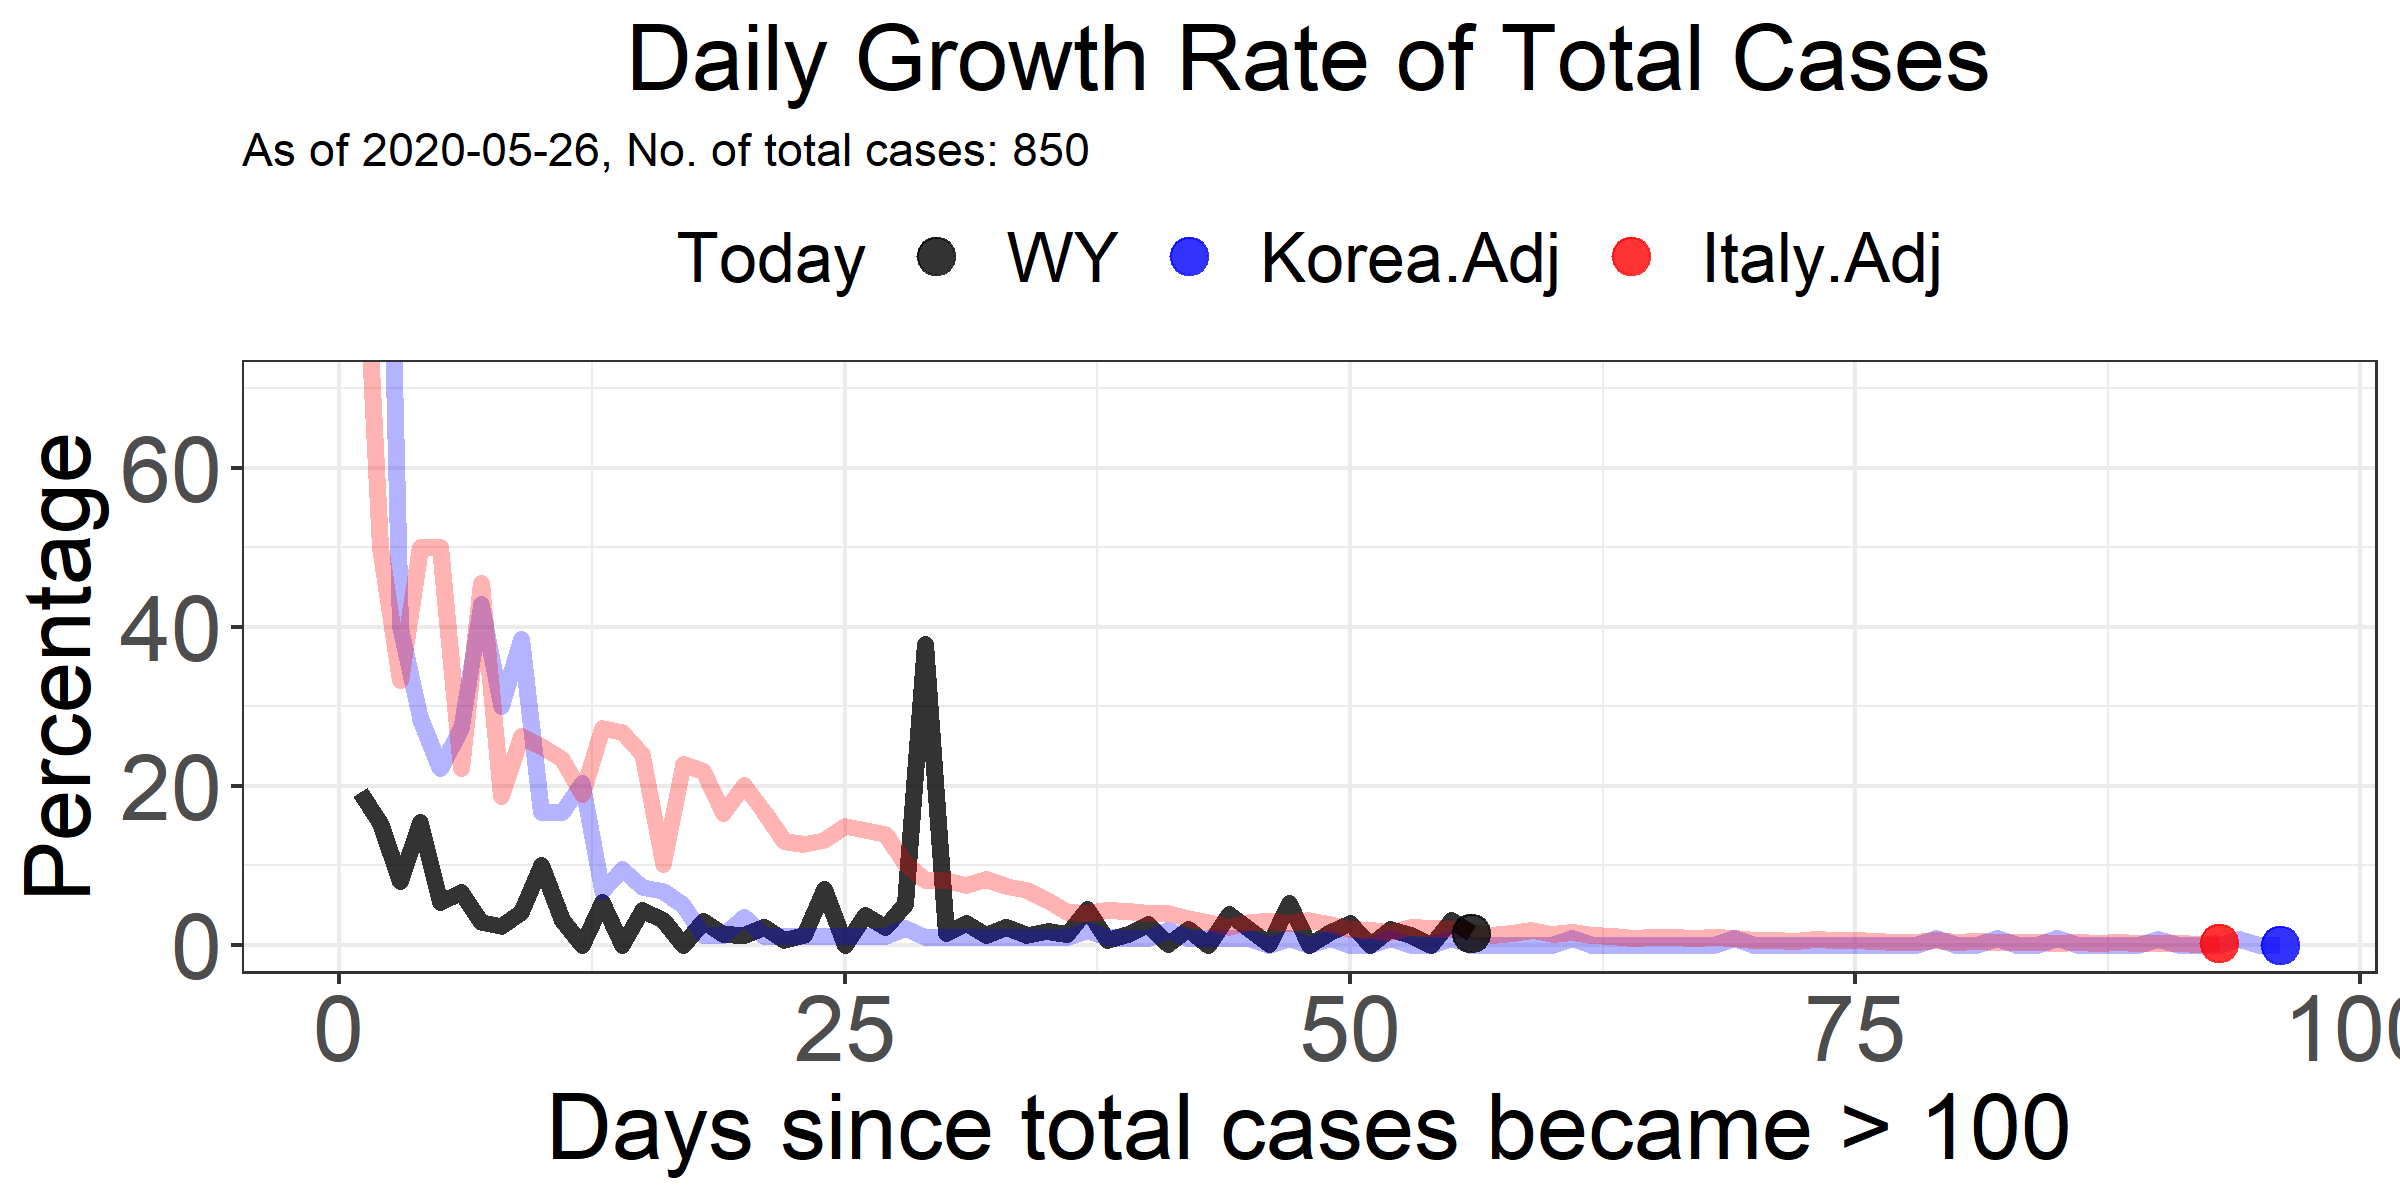 Daily Growth Rate of Total Cases
As of 2020-05-26, No. of total cases: 850
Today WY Korea.Adj Italy.Adj
Percentage
60
40
20
0
0 25 50 75 100
Days since total cases became > 100